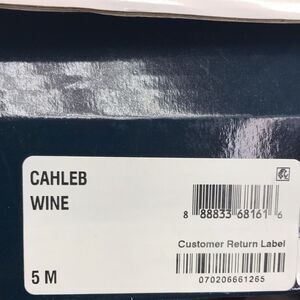 CAHLEB
WINE
8 88833 68161 6
Customer Return Label
5 M
070206661265